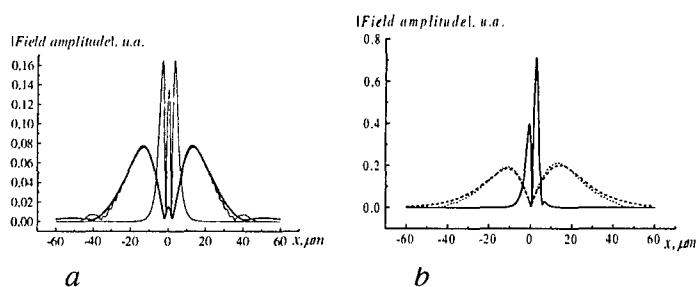 |Field amplitude|, u.a.
0,16
0,14
0,12
0,10
0,08
0,06
0,04
0,02
0,00
-60 -40 -20 0 20 40 60 x, μm
a
|Field amplitude|, u.a.
0.8
0.6
0.4
0.2
0.0
-60 -40 -20 0 20 40 60 x, μm
b